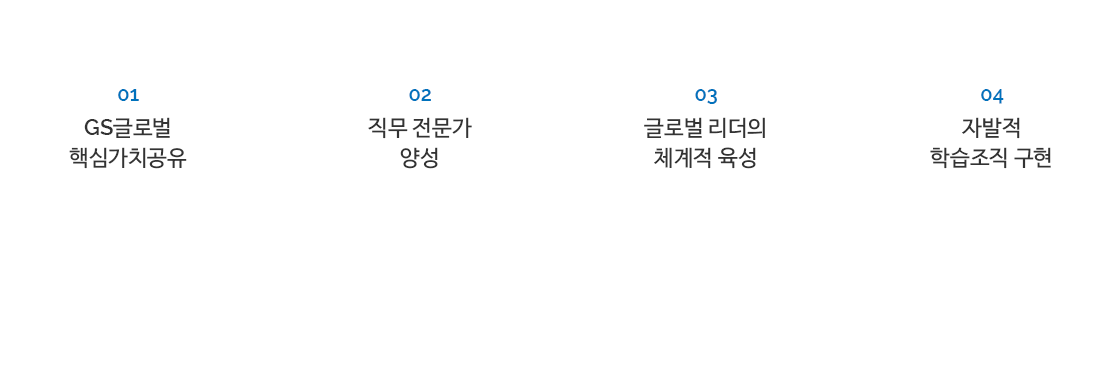 01
GS글로벌
핵심가치공유
02
직무 전문가
양성
03
글로벌 리더의
체계적 육성
04
자발적
학습조직 구현